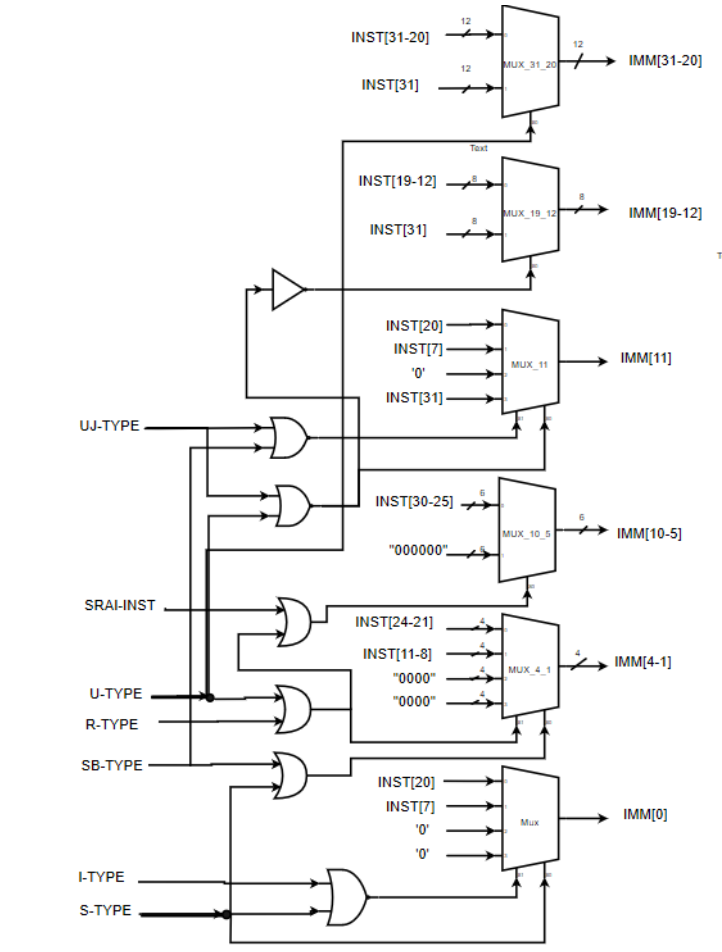 INST[31-20]
12
MUX_31_20
12
IMM[31-20]
INST[31]
12
Text
INST[19-12]
8
MUX_19_12
8
IMM[19-12]
INST[31]
8
T
INST[20]
INST[7]
'0'
INST[31]
MUX_11
IMM[11]
UJ-TYPE
INST[30-25]
6
MUX_10_5
6
IMM[10-5]
"000000"
6
SRAI-INST
INST[24-21]
4
INST[11-8]
4
"0000"
4
"0000"
4
MUX_4_1
4
IMM[4-1]
U-TYPE
R-TYPE
SB-TYPE
INST[20]
INST[7]
'0'
'0'
Mux
IMM[0]
I-TYPE
S-TYPE